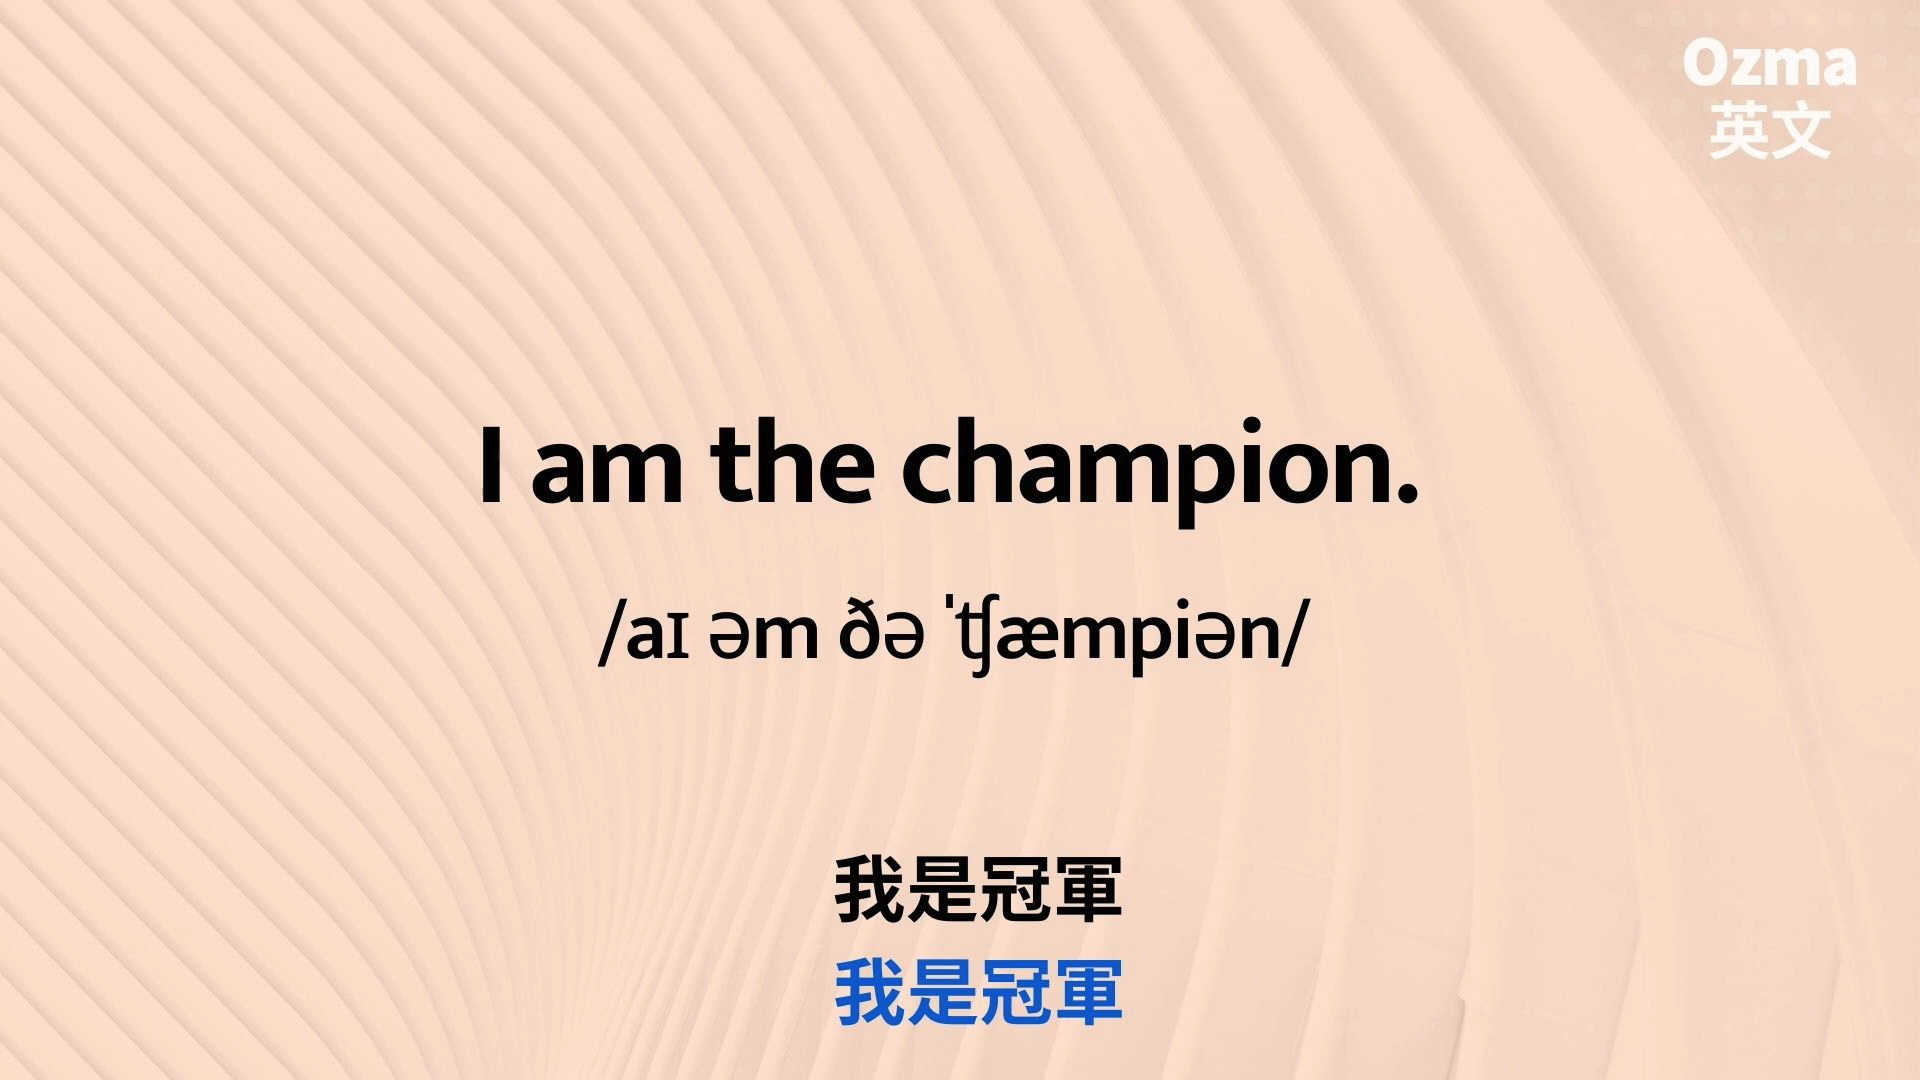 Ozma
英文
I am the champion.
/aɪ əm ðə ˈʧæmpiən/
我是冠軍
我是冠軍